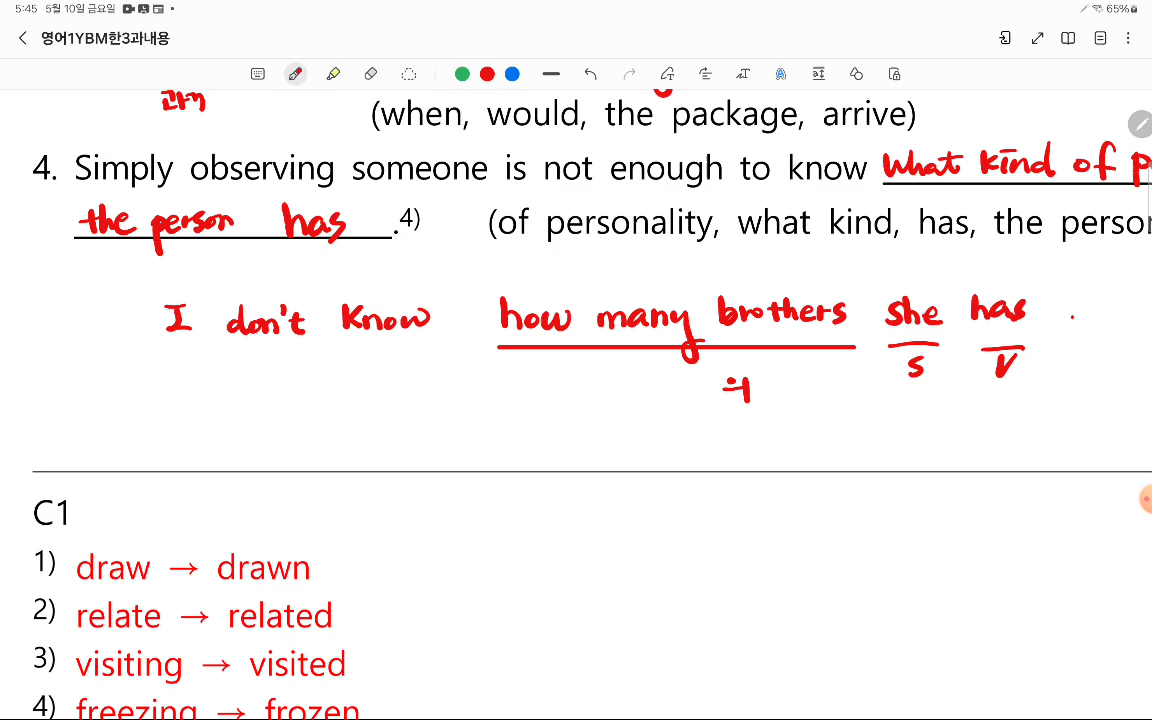 5:45 5월 10일 금요일 65%
영어1YBM한3과내용
(when, would, the package, arrive)
4. Simply observing someone is not enough to know what kind of p
the person has.4) (of personality, what kind, has, the person
I don't know how many brothers she has.
S V
C1
1) draw → drawn
2) relate → related
3) visiting → visited
4) freezing → frozen